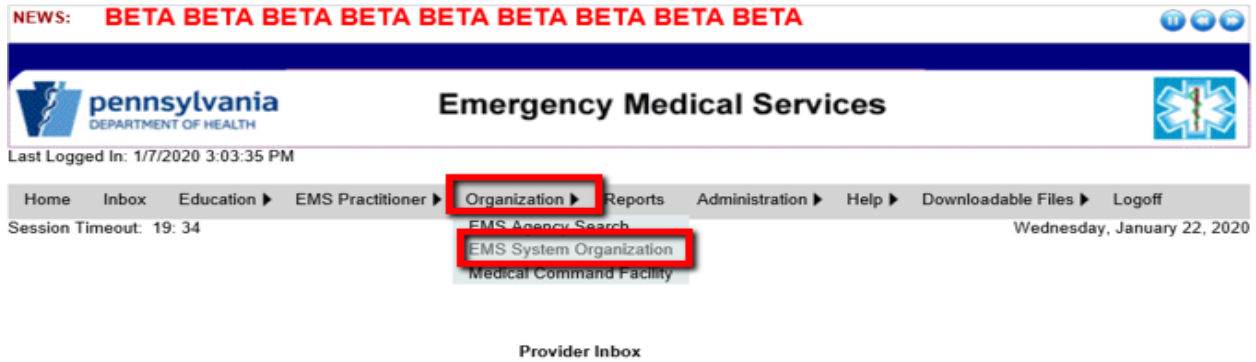 NEWS: BETA BETA BETA BETA BETA BETA BETA BETA BETA
pennsylvania
DEPARTMENT OF HEALTH
Emergency Medical Services
Last Logged In: 1/7/2020 3:03:35 PM
Home Inbox Education EMS Practitioner Organization Reports Administration Help Downloadable Files Logoff
Session Timeout: 19: 34
Wednesday, January 22, 2020
EMS Agency Search
EMS System Organization
Medical Command Facility
Provider Inbox